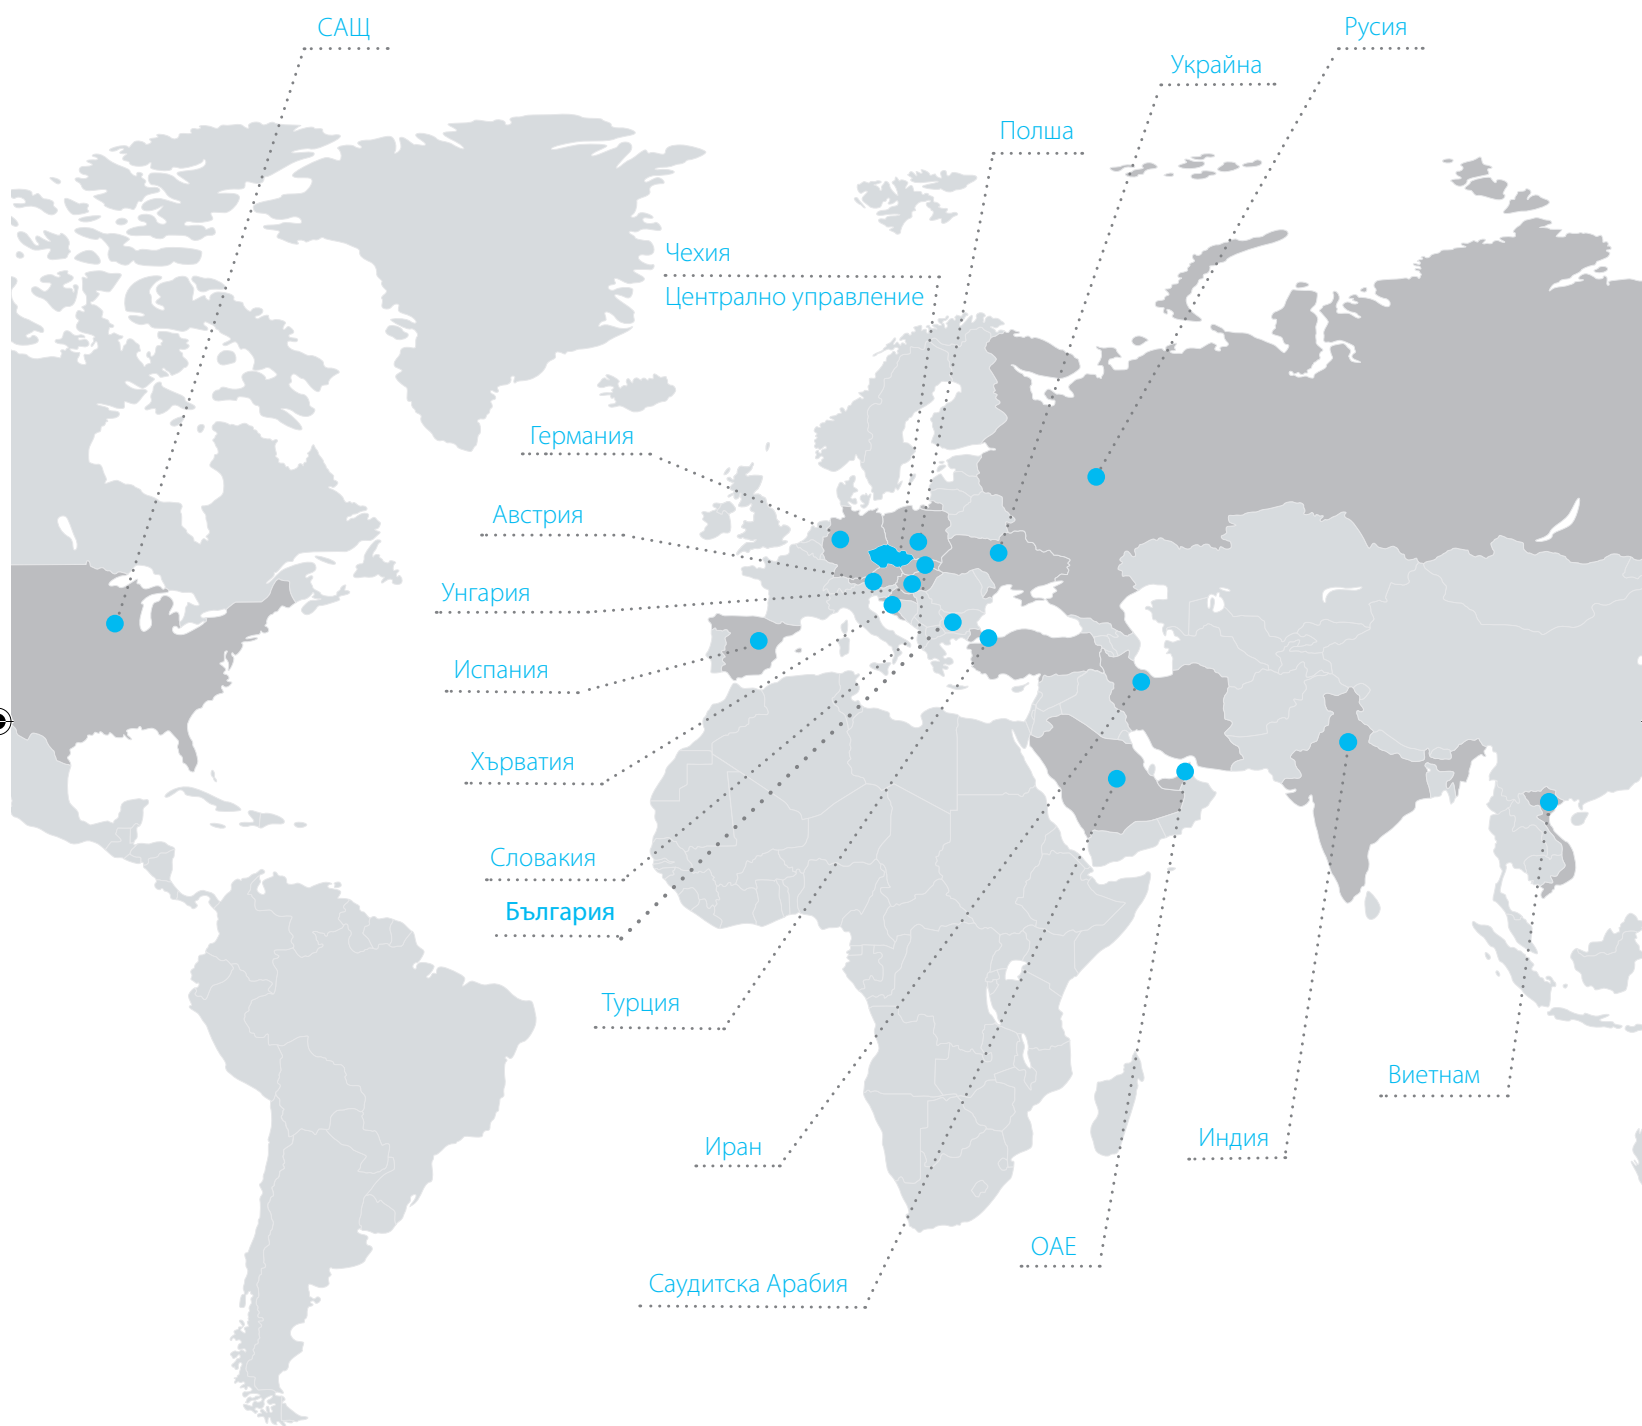 САЩ
Русия
Украйна
Полша
Чехия
Централно управление
Германия
Австрия
Унгария
Испания
Хърватия
Словакия
България
Турция
Виетнам
Индия
Иран
ОАЕ
Саудитска Арабия